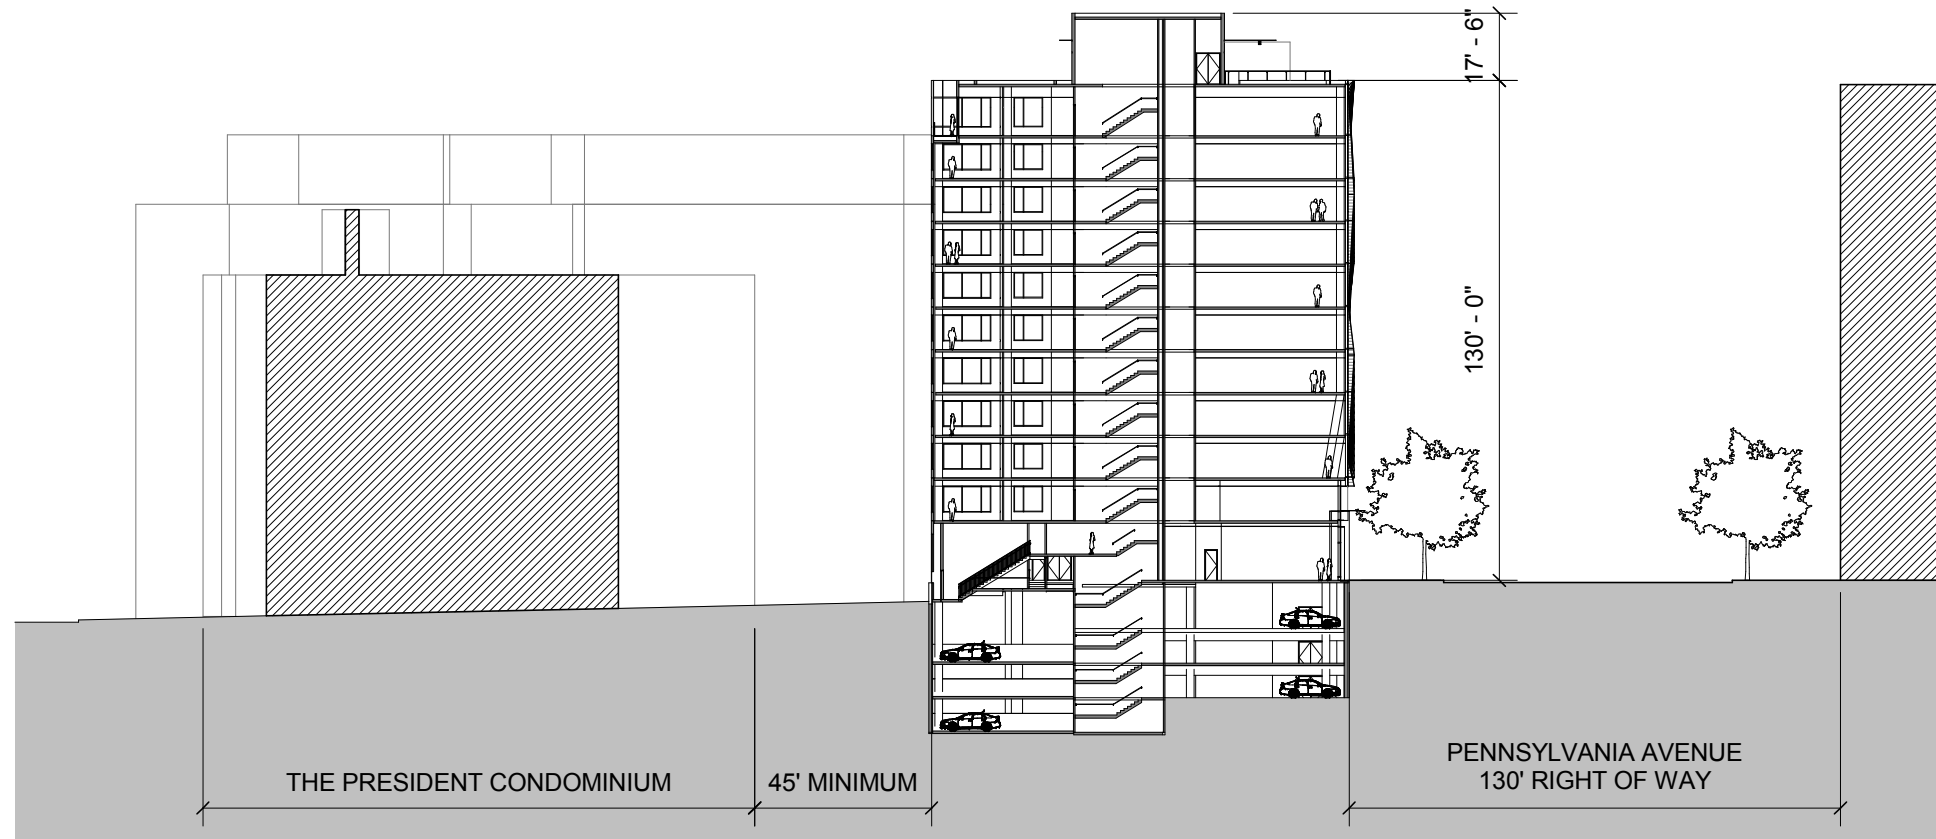 17' - 6"
130' - 0"
THE PRESIDENT CONDOMINIUM
45' MINIMUM
PENNSYLVANIA AVENUE
130' RIGHT OF WAY